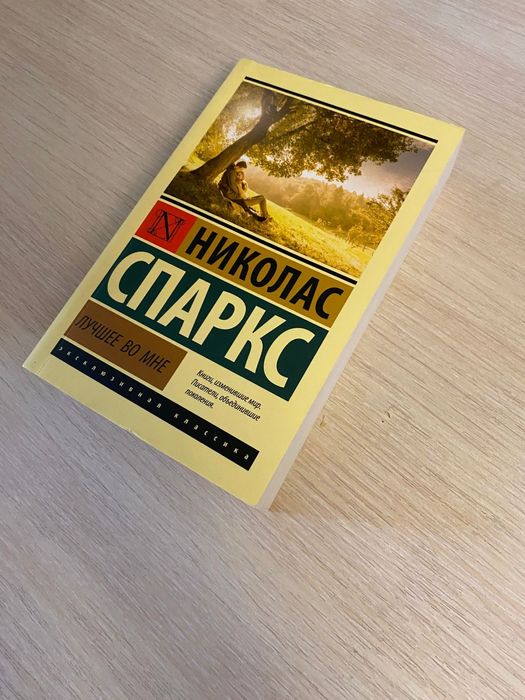 N
НИКОЛАС
СПАРКС
ЛУЧШЕЕ ВО МНЕ
Книги, изменившие мир.
Писатели, объединившие
поколения.
ЭКСКЛЮЗИВНАЯ КЛАССИКА